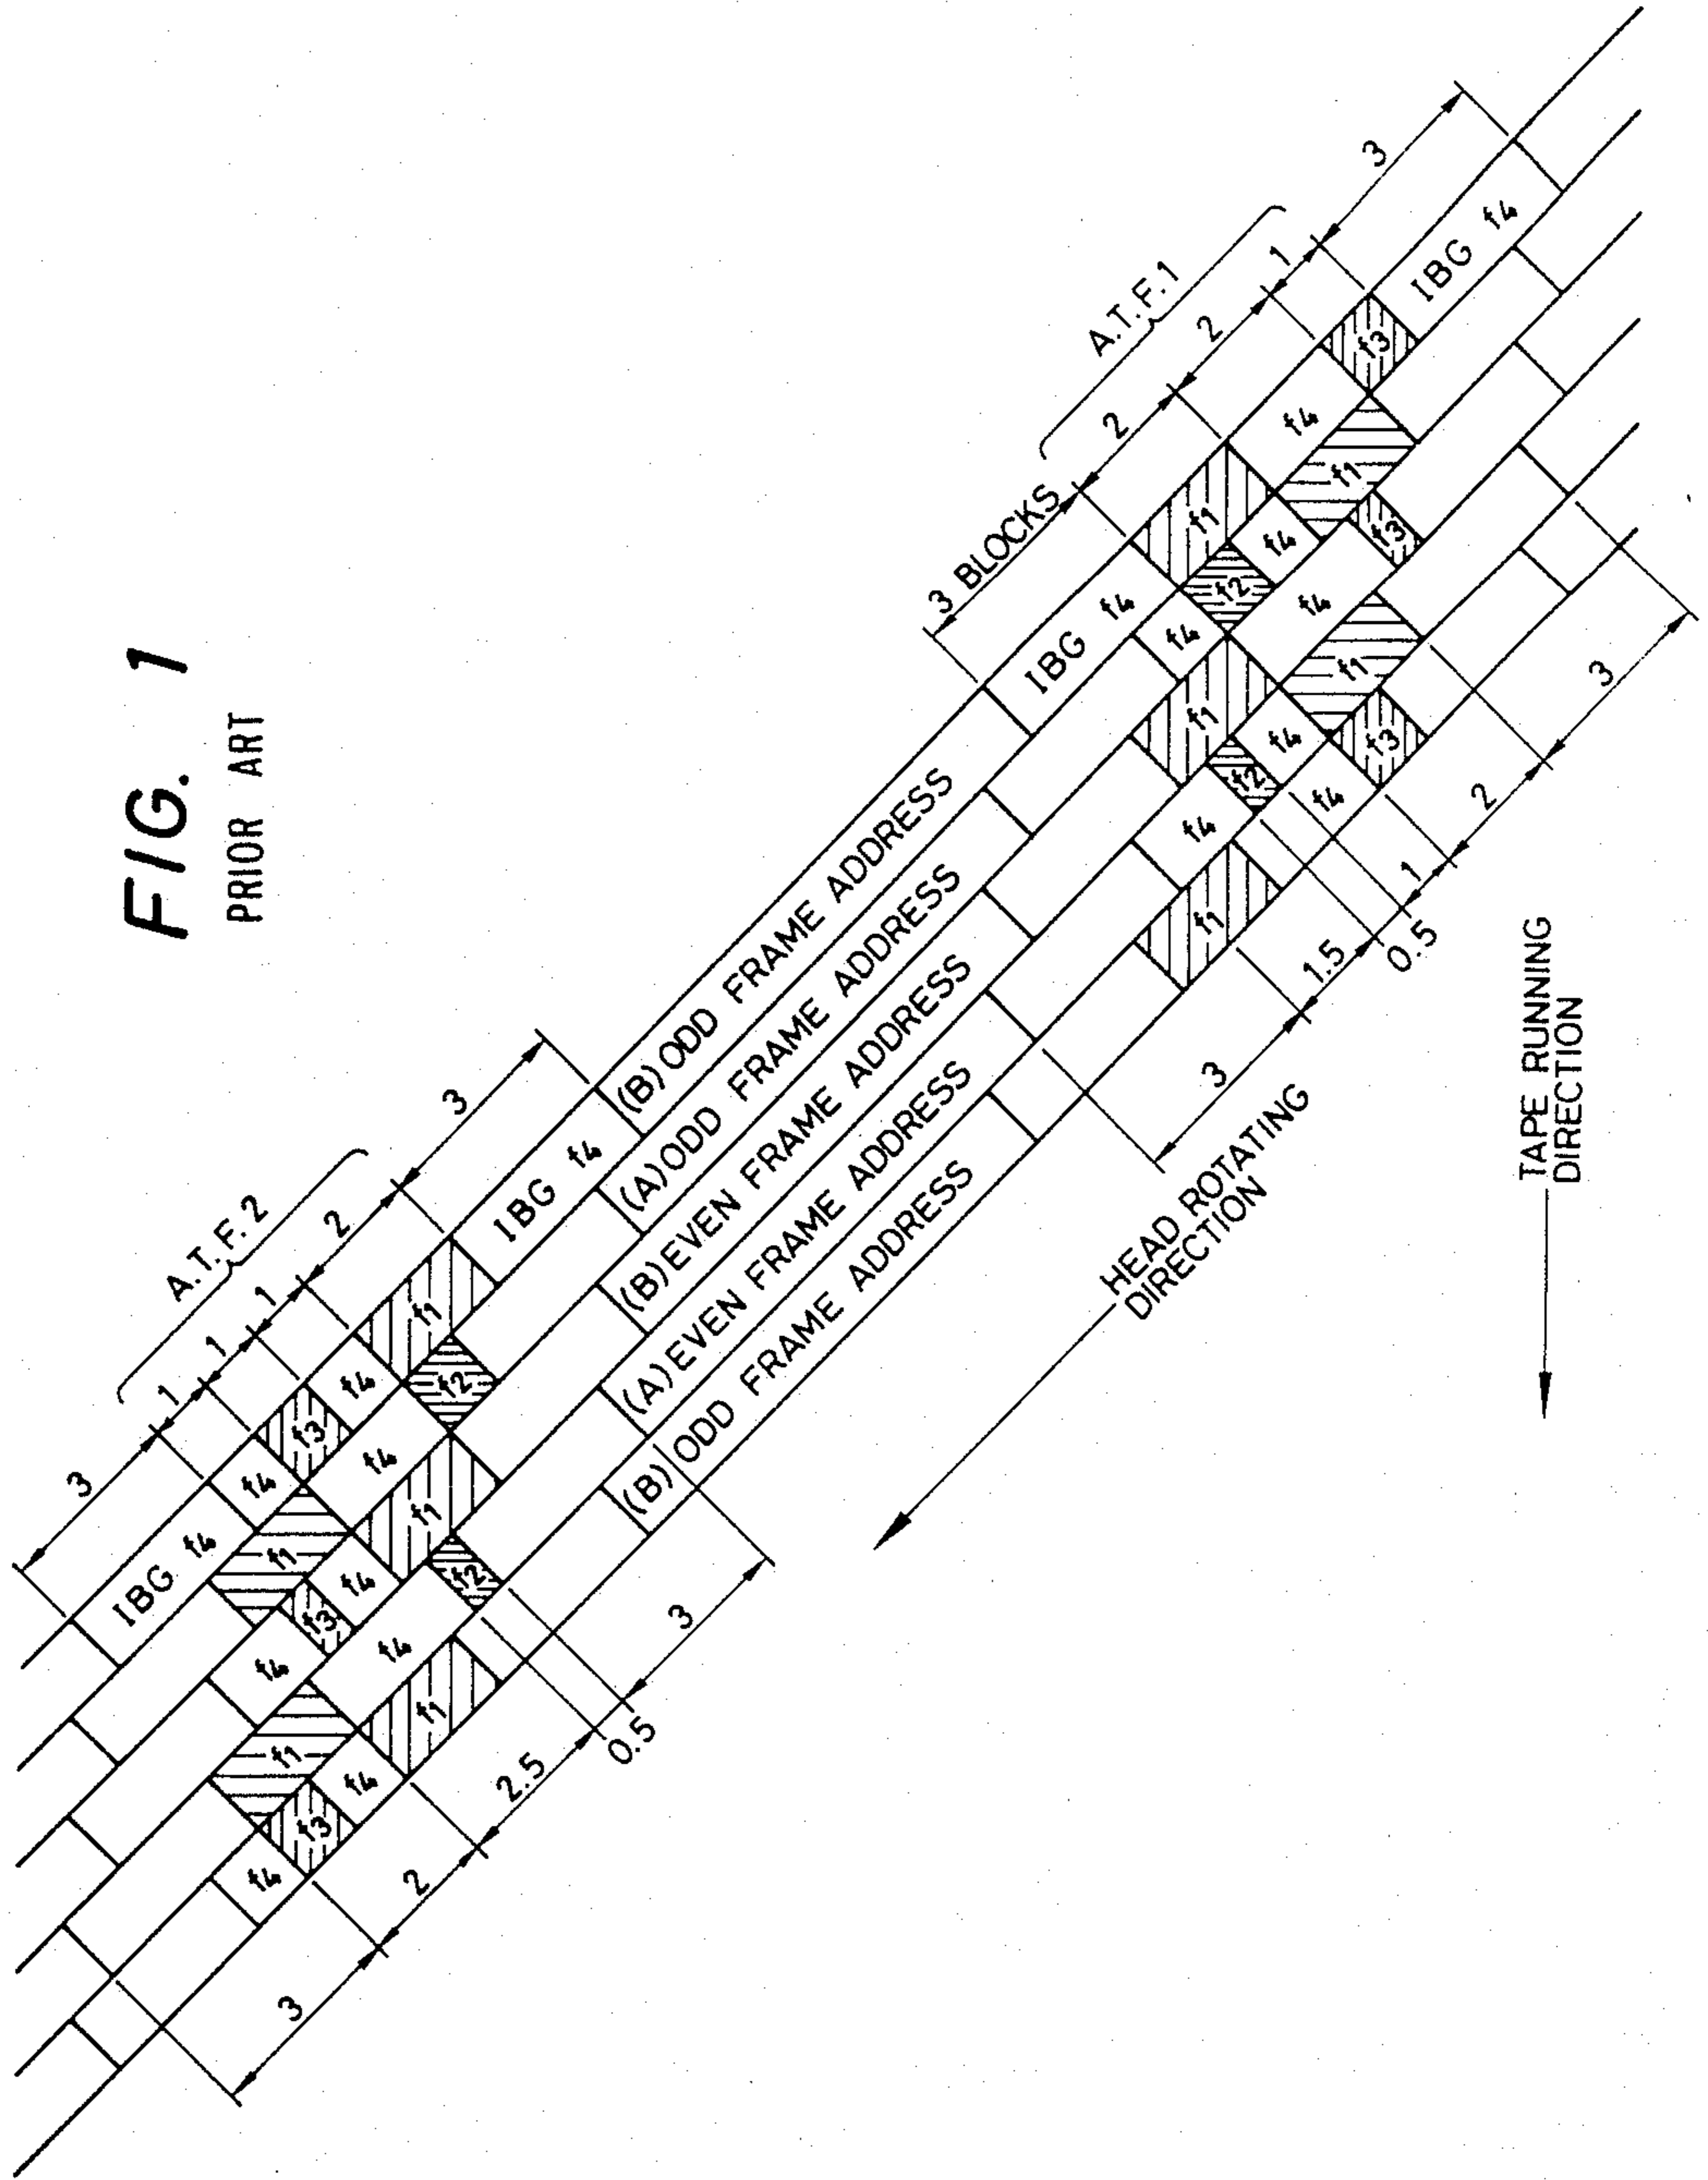 FIG. 1
PRIOR ART
A.T.F. 2
3
1
1
1
2
3
IBG f4
f4
f3
f4
f1
IBG f4
(B) ODD FRAME ADDRESS
IBG f4
f1
f4
f3
IBG f4
3 BLOCKS
2
2
1
3
A.T.F. 1
f1
f4
f2
(A) ODD FRAME ADDRESS
f4
f2
f4
f1
f4
f3
f4
f1
(B) EVEN FRAME ADDRESS
f1
f4
f3
f1
f4
f2
(A) EVEN FRAME ADDRESS
f4
f2
f4
f1
f4
f3
f4
f1
(B) ODD FRAME ADDRESS
f1
f4
f3
3
2
2.5
0.5
3
3
1.5
0.5
1
2
3
HEAD ROTATING
DIRECTION
TAPE RUNNING
DIRECTION